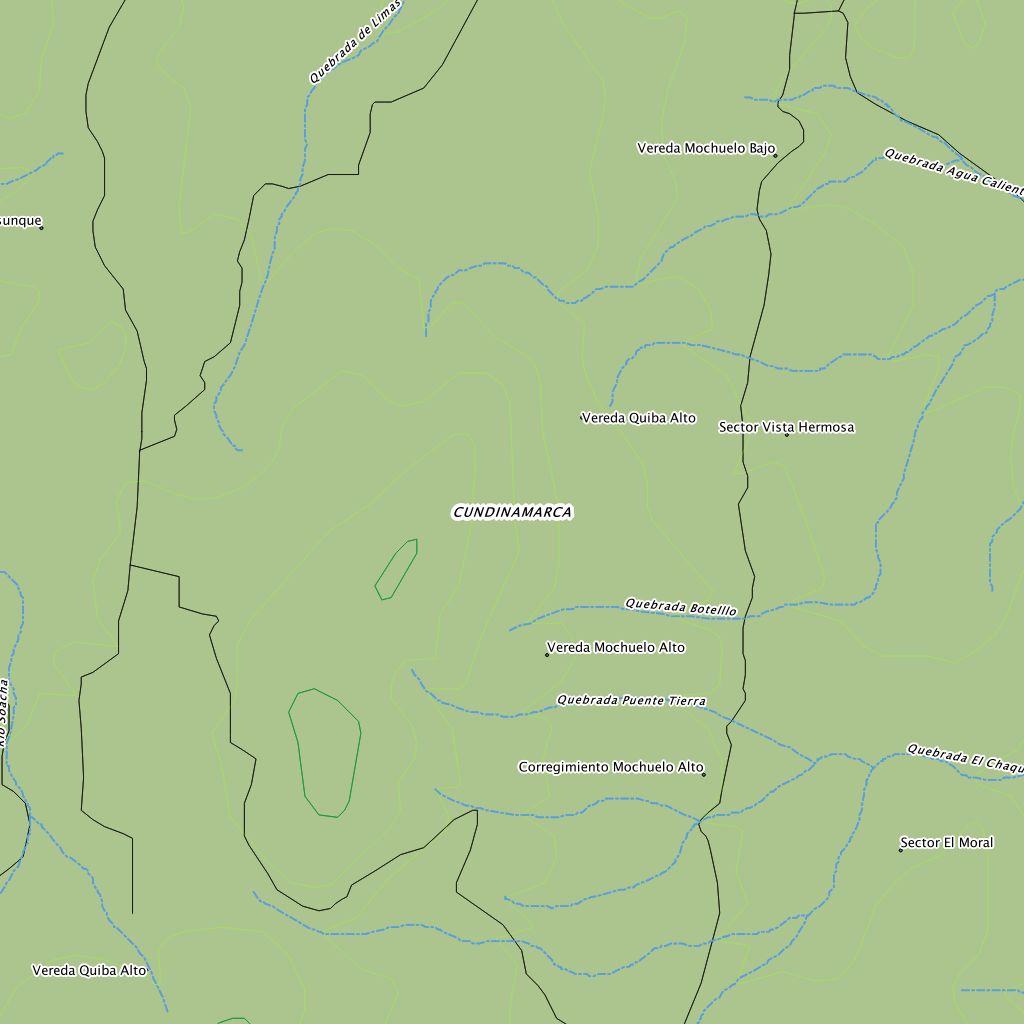 Quebrada de Limas
Vereda Mochuelo Bajo
Quebrada Agua Calient
sunque
Vereda Quiba Alto
Sector Vista Hermosa
CUNDINAMARCA
Quebrada Botelllo
Vereda Mochuelo Alto
Río Soacha
Quebrada Puente Tierra
Quebrada El Chaqu
Corregimiento Mochuelo Alto
Sector El Moral
Vereda Quiba Alto